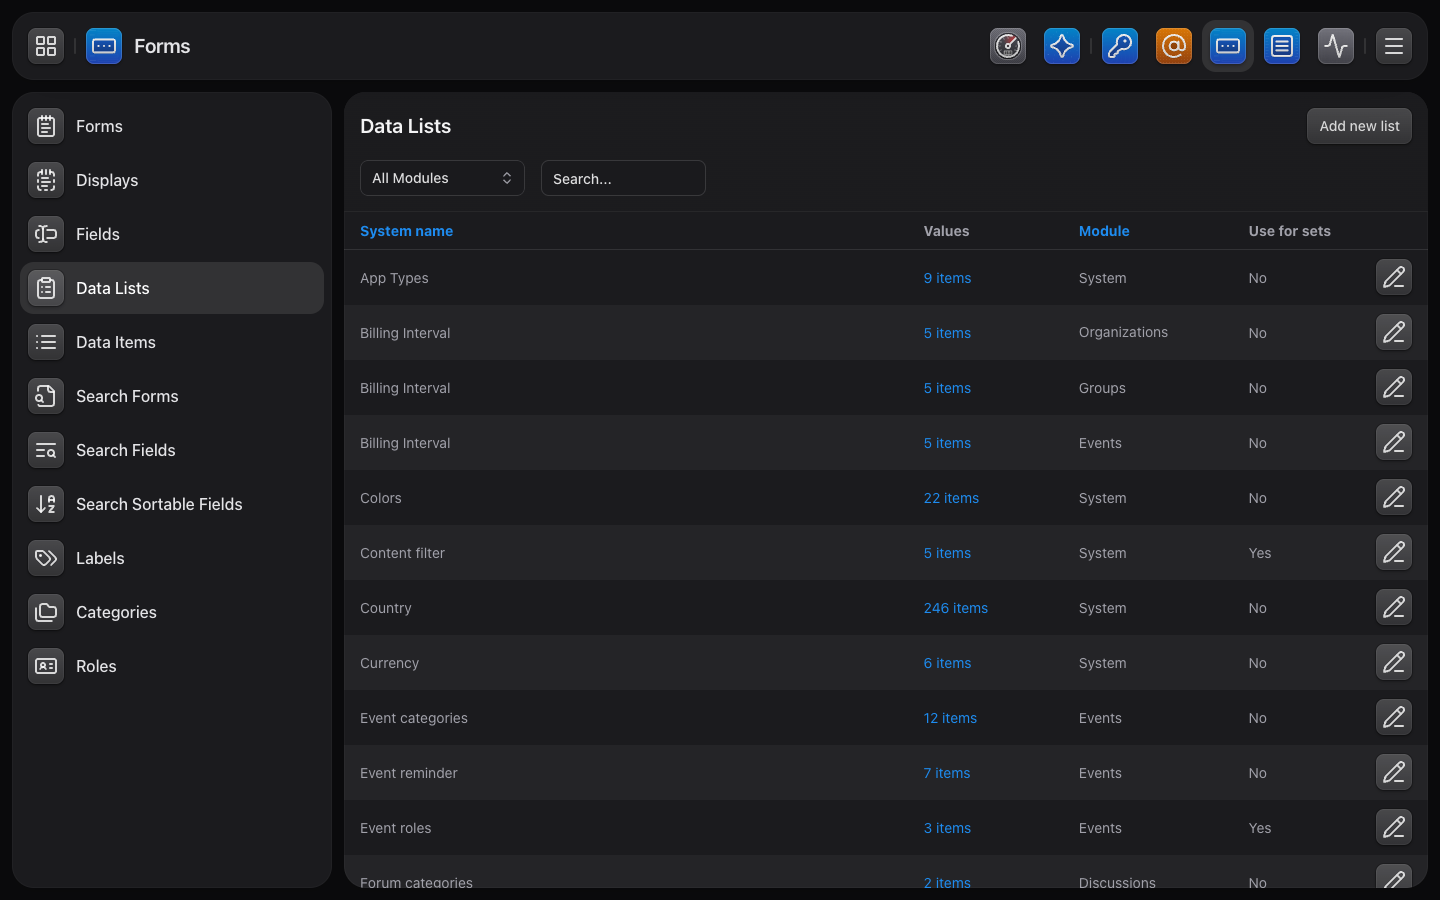 Forms
Forms
Displays
Fields
Data Lists
Data Items
Search Forms
Search Fields
Search Sortable Fields
Labels
Categories
Roles
Data Lists
Add new list
All Modules
Search...
System name Values Module Use for sets
App Types 9 items System No
Billing Interval 5 items Organizations No
Billing Interval 5 items Groups No
Billing Interval 5 items Events No
Colors 22 items System No
Content filter 5 items System Yes
Country 246 items System No
Currency 6 items System No
Event categories 12 items Events No
Event reminder 7 items Events No
Event roles 3 items Events Yes
Forum categories 2 items Discussions No